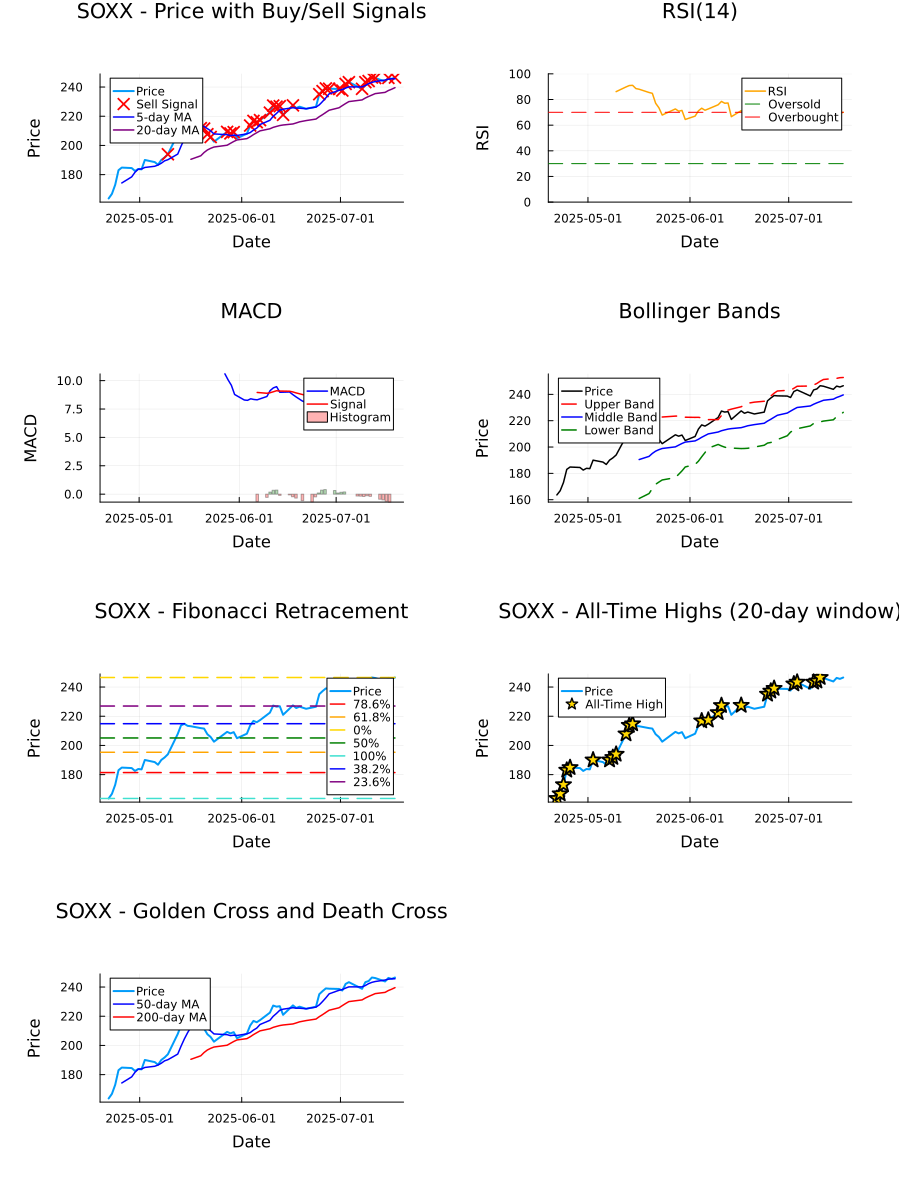 SOXX - Price with Buy/Sell Signals
240
220
200
180
Price
Price
Sell Signal
5-day MA
20-day MA
2025-05-01
2025-06-01
2025-07-01
Date
RSI(14)
100
80
60
40
20
0
RSI
RSI
Oversold
Overbought
2025-05-01
2025-06-01
2025-07-01
Date
MACD
10.0
7.5
5.0
2.5
0.0
MACD
MACD
Signal
Histogram
2025-05-01
2025-06-01
2025-07-01
Date
Bollinger Bands
240
220
200
180
160
Price
Price
Upper Band
Middle Band
Lower Band
2025-05-01
2025-06-01
2025-07-01
Date
SOXX - Fibonacci Retracement
240
220
200
180
Price
Price
78.6%
61.8%
0%
50%
100%
38.2%
23.6%
2025-05-01
2025-06-01
2025-07-01
Date
SOXX - All-Time Highs (20-day window)
240
220
200
180
Price
Price
All-Time High
2025-05-01
2025-06-01
2025-07-01
Date
SOXX - Golden Cross and Death Cross
240
220
200
180
Price
Price
50-day MA
200-day MA
2025-05-01
2025-06-01
2025-07-01
Date